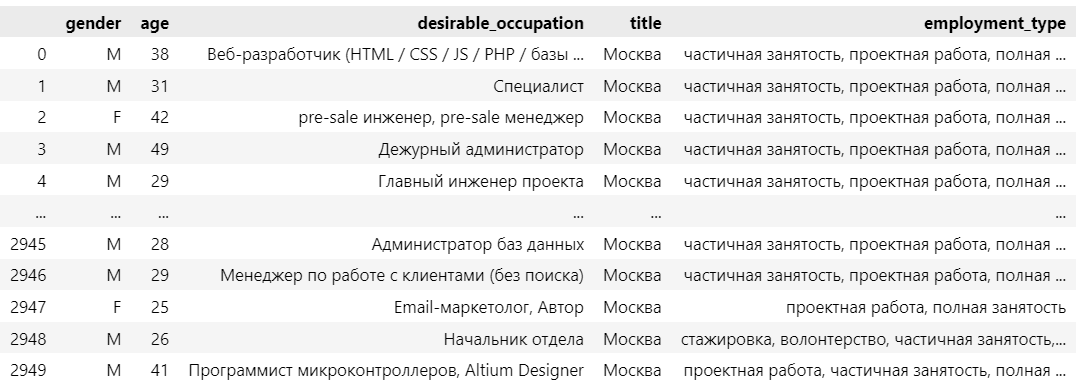 gender age desirable_occupation title employment_type
0 M 38 Веб-разработчик (HTML / CSS / JS / PHP / базы ... Москва частичная занятость, проектная работа, полная ...
1 M 31 Специалист Москва частичная занятость, проектная работа, полная ...
2 F 42 pre-sale инженер, pre-sale менеджер Москва частичная занятость, проектная работа, полная ...
3 M 49 Дежурный администратор Москва частичная занятость, проектная работа, полная ...
4 M 29 Главный инженер проекта Москва частичная занятость, проектная работа, полная ...
... ... ... ... ... ...
2945 M 28 Администратор баз данных Москва частичная занятость, проектная работа, полная ...
2946 M 29 Менеджер по работе с клиентами (без поиска) Москва частичная занятость, проектная работа, полная ...
2947 F 25 Email-маркетолог, Автор Москва проектная работа, полная занятость
2948 M 26 Начальник отдела Москва стажировка, волонтерство, частичная занятость,...
2949 M 41 Программист микроконтроллеров, Altium Designer Москва проектная работа, частичная занятость, полная ...